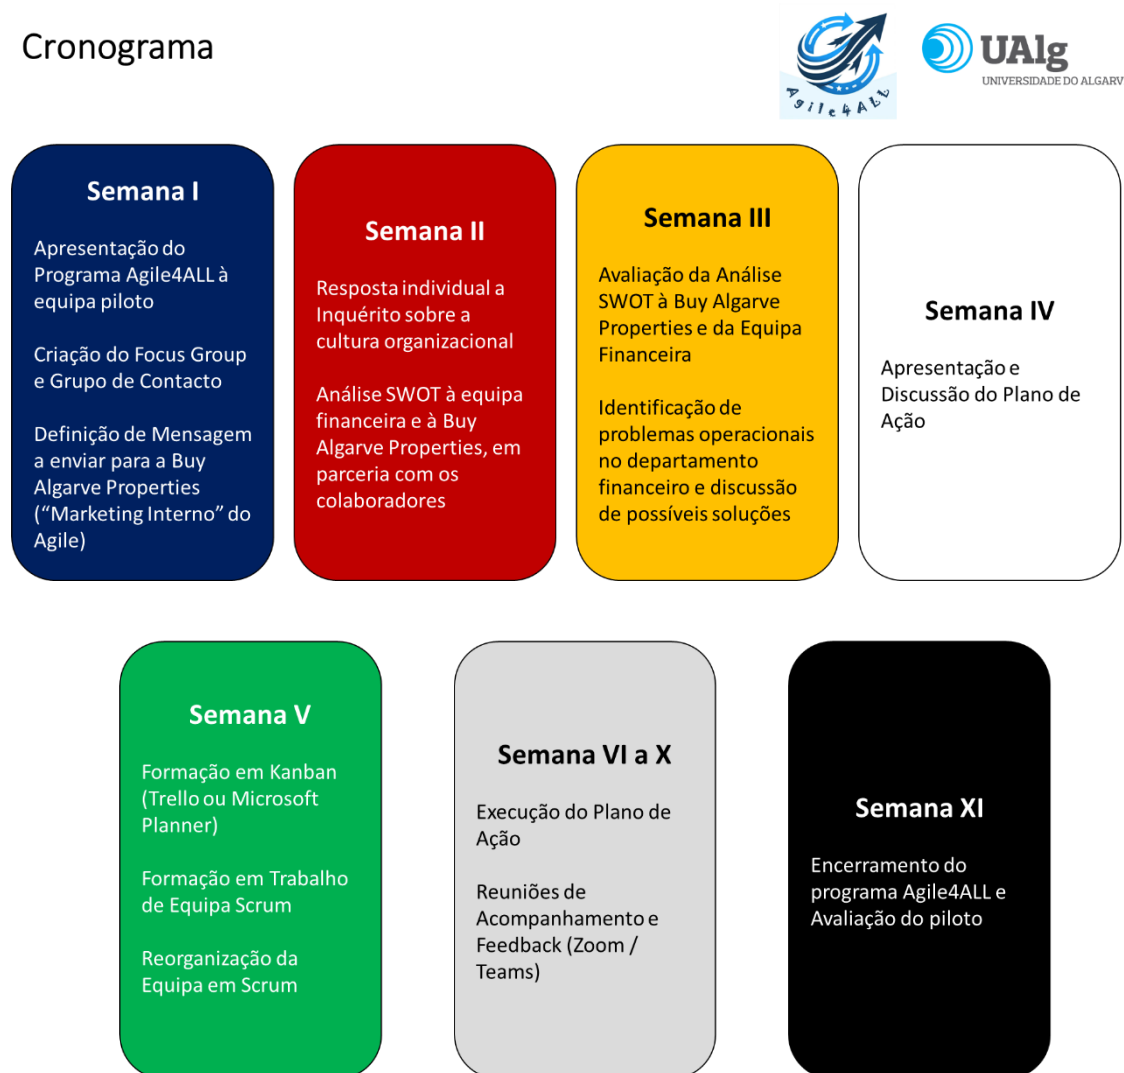 Cronograma
Agile4ALL
UAlg
UNIVERSIDADE DO ALGARV
Semana I
Apresentação do
Programa Agile4ALL à
equipa piloto
Criação do Focus Group
e Grupo de Contacto
Definição de Mensagem
a enviar para a Buy
Algarve Properties
(“Marketing Interno” do
Agile)
Semana II
Resposta individual a
Inquérito sobre a
cultura organizacional
Análise SWOT à equipa
financeira e à Buy
Algarve Properties, em
parceria com os
colaboradores
Semana III
Avaliação da Análise
SWOT à Buy Algarve
Properties e da Equipa
Financeira
Identificação de
problemas operacionais
no departamento
financeiro e discussão
de possíveis soluções
Semana IV
Apresentação e
Discussão do Plano de
Ação
Semana V
Formação em Kanban
(Trello ou Microsoft
Planner)
Formação em Trabalho
de Equipa Scrum
Reorganização da
Equipa em Scrum
Semana VI a X
Execução do Plano de
Ação
Reuniões de
Acompanhamento e
Feedback (Zoom /
Teams)
Semana XI
Encerramento do
programa Agile4ALL e
Avaliação do piloto